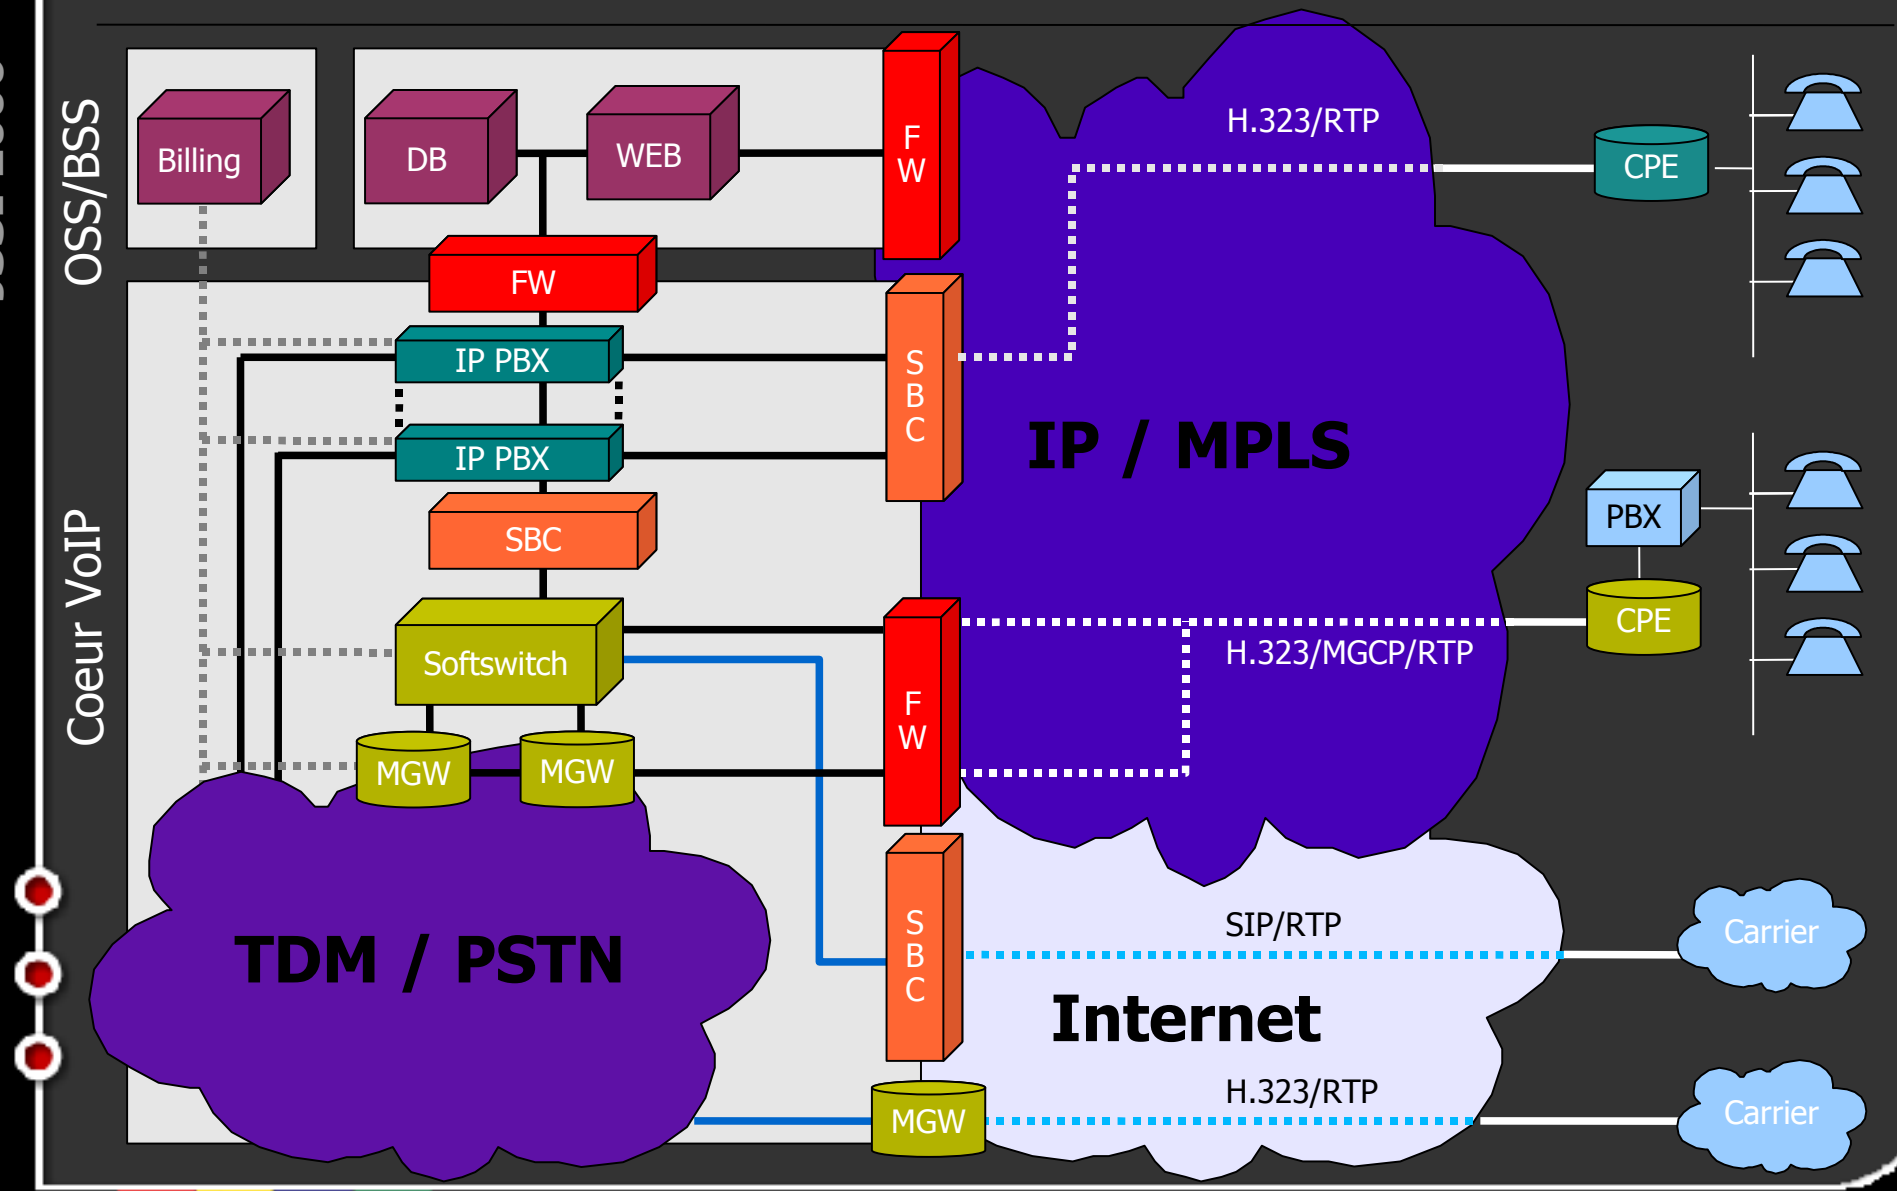 OSS/BSS
Billing
DB
WEB
F
W
H.323/RTP
CPE
FW
IP PBX
IP PBX
S
B
C
IP / MPLS
SBC
PBX
Coeur VoIP
Softswitch
F
W
H.323/MGCP/RTP
CPE
MGW
MGW
TDM / PSTN
S
B
C
SIP/RTP
Carrier
Internet
H.323/RTP
MGW
Carrier